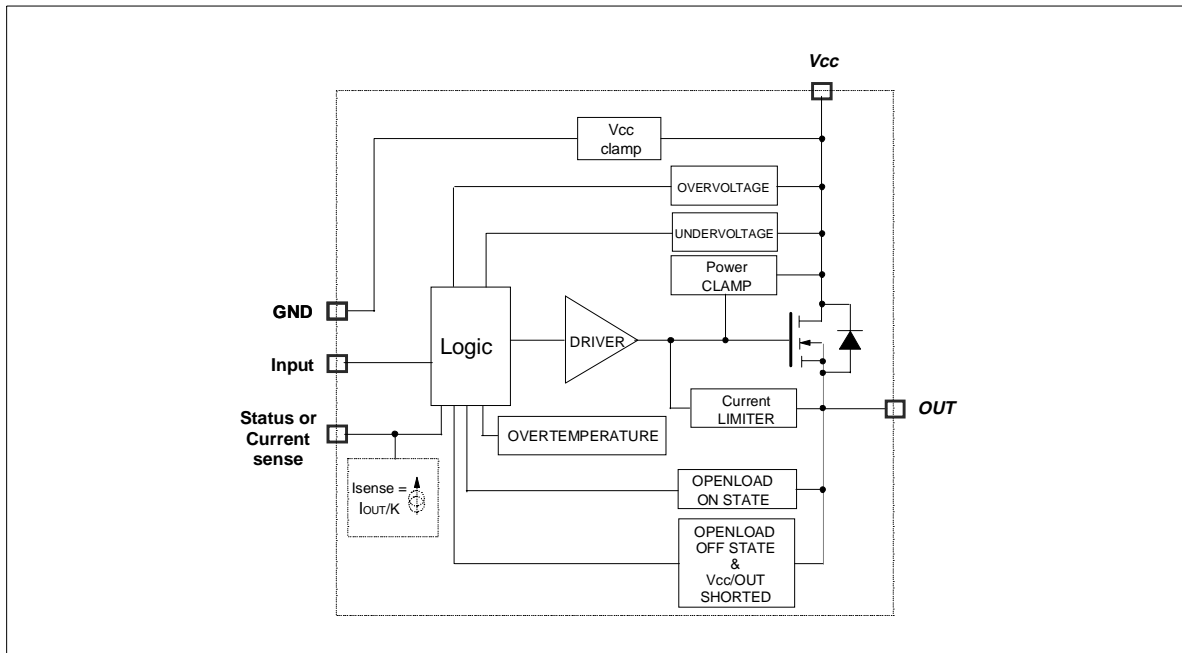 Vcc
Vcc
clamp
OVERVOLTAGE
UNDERVOLTAGE
Power
CLAMP
GND
Logic
DRIVER
Input
Current
LIMITER
OUT
Status or
Current
sense
OVERTEMPERATURE
Isense =
IOUT/K
OPENLOAD
ON STATE
OPENLOAD
OFF STATE
&
Vcc/OUT
SHORTED